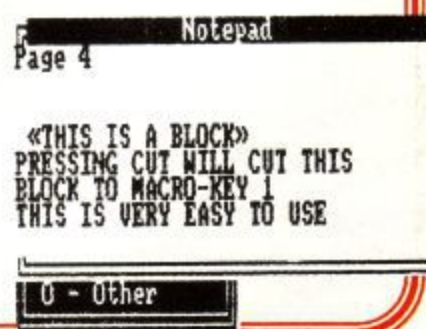 Notepad
Page 4
«THIS IS A BLOCK»
PRESSING CUT WILL CUT THIS
BLOCK TO MACRO-KEY 1
THIS IS VERY EASY TO USE
O - Other